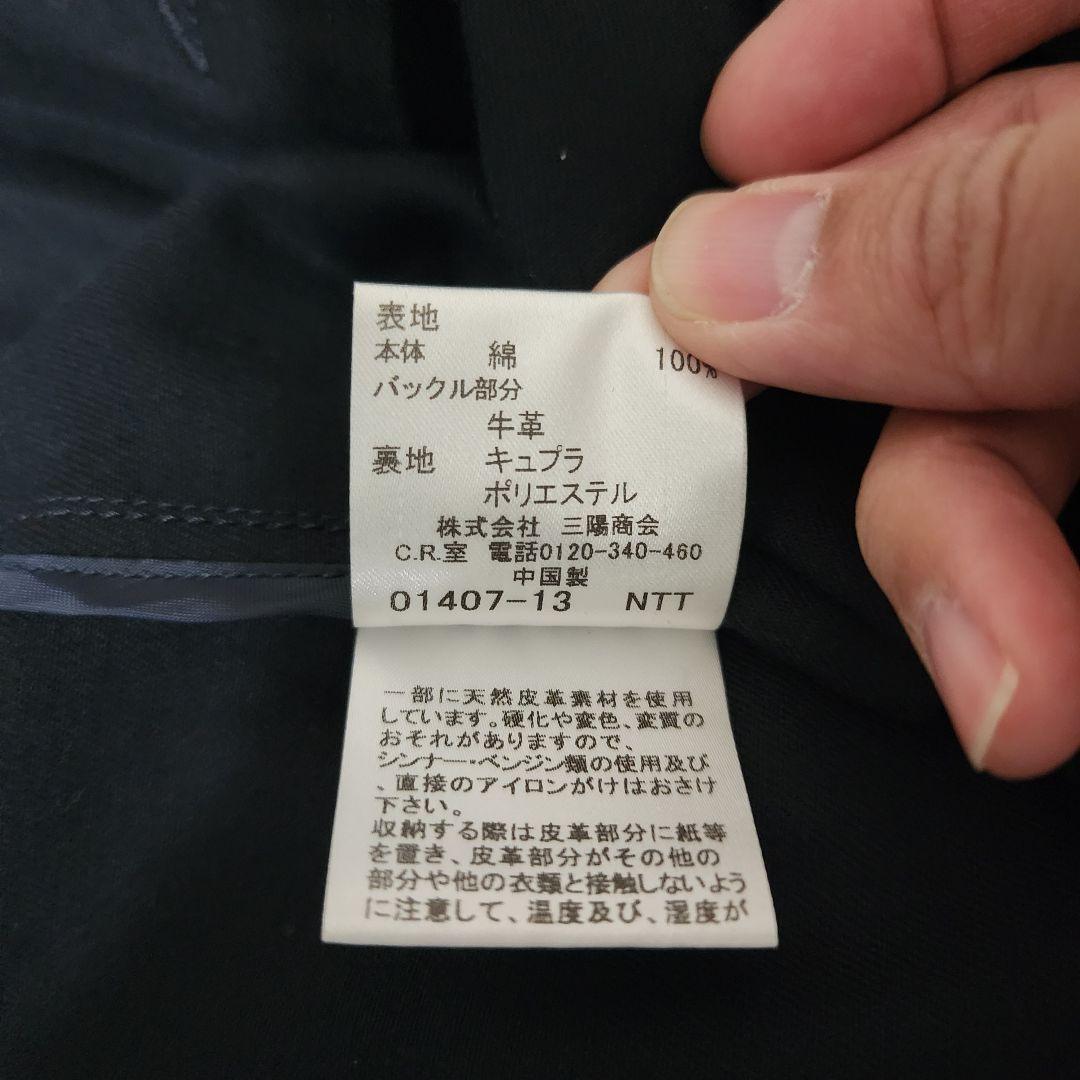 表地
本体 綿 100%
バックル部分
牛革
裏地 キュプラ
ポリエステル
株式会社 三陽商会
C.R.室 電話0120-340-460
中国製
01407-13 NTT
一部に天然皮革素材を使用
しています。硬化や変色、変質の
おそれがありますので、
シンナー・ベンジン類の使用及び
、直接のアイロンがけはおさけ
下さい。
収納する際は皮革部分に紙等
を置き、皮革部分がその他の
部分や他の衣類と接触しないよう
に注意して、温度及び、湿度が